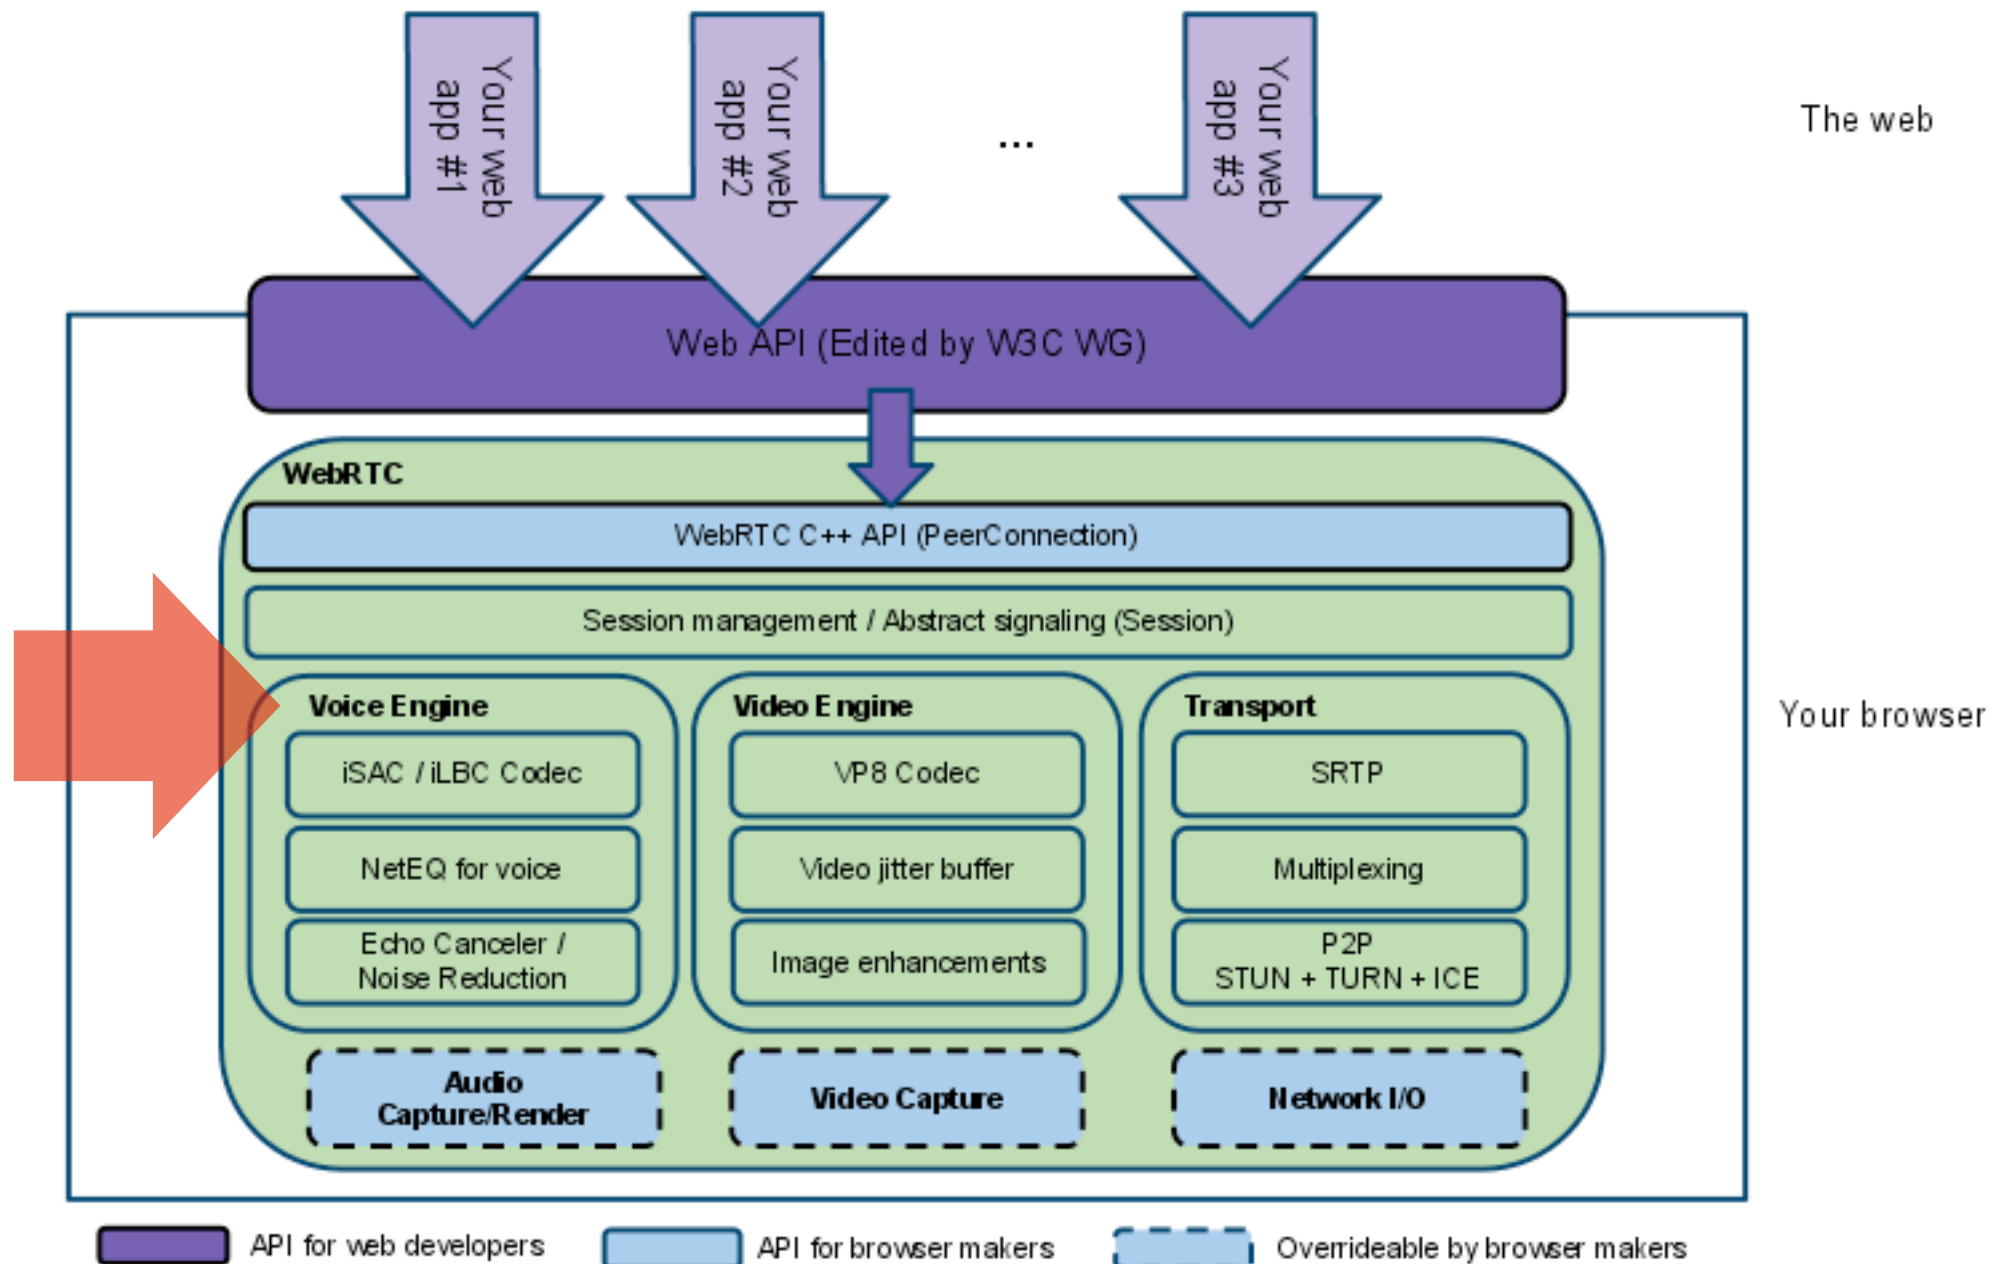 Your web
app #1
Your web
app #2
...
Your web
app #3
The web
Web API (Edited by W3C WG)
WebRTC
WebRTC C++ API (PeerConnection)
Session management / Abstract signaling (Session)
Voice Engine
iSAC / iLBC Codec
NetEQ for voice
Echo Canceler /
Noise Reduction
Video Engine
VP8 Codec
Video jitter buffer
Image enhancements
Transport
SRTP
Multiplexing
P2P
STUN + TURN + ICE
Your browser
Audio
Capture/Render
Video Capture
Network I/O
API for web developers
API for browser makers
Overrideable by browser makers